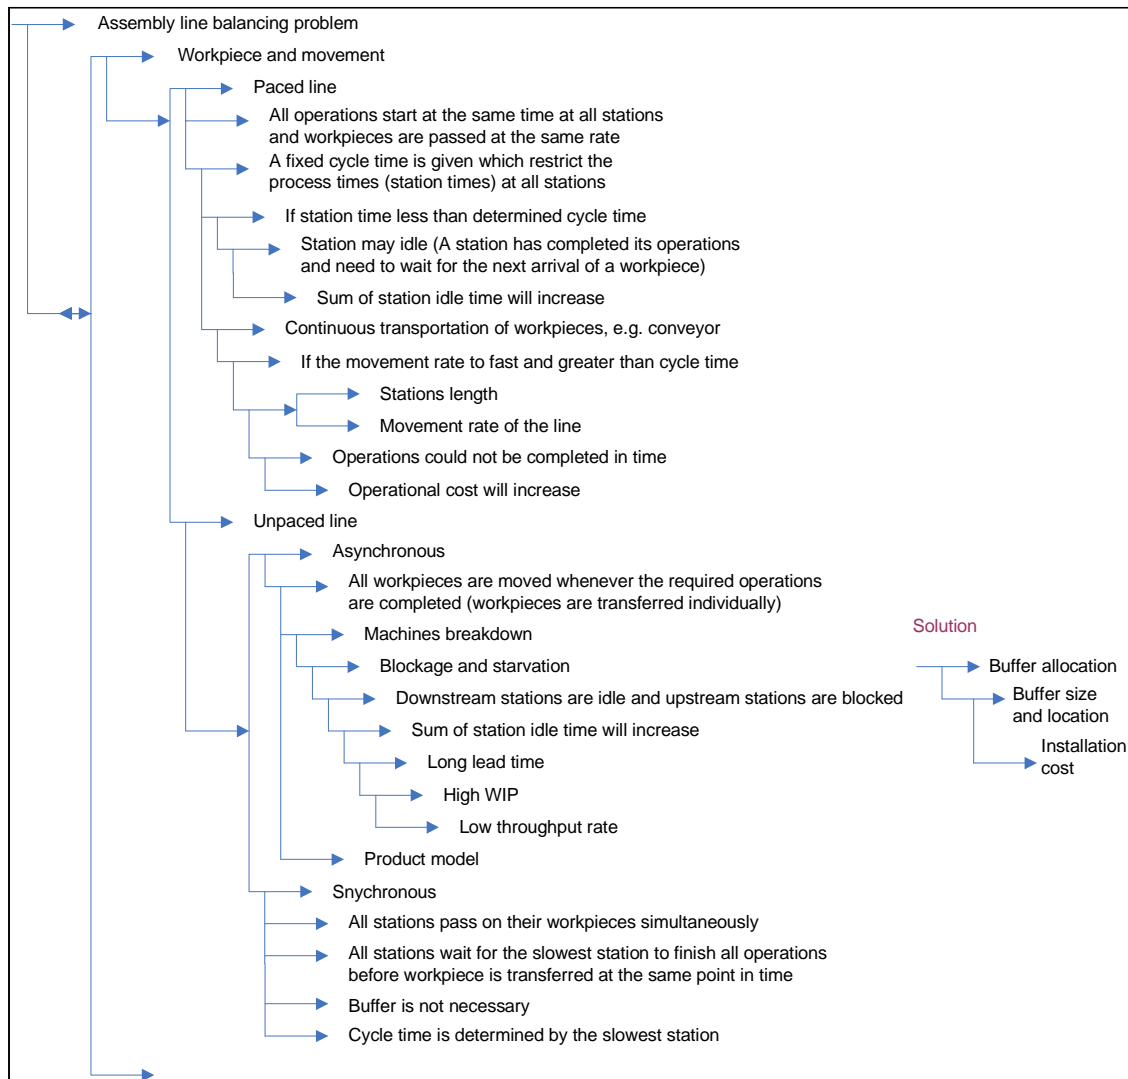 Assembly line balancing problem
Workpiece and movement
Paced line
All operations start at the same time at all stations
and workpieces are passed at the same rate
A fixed cycle time is given which restrict the
process times (station times) at all stations
If station time less than determined cycle time
Station may idle (A station has completed its operations
and need to wait for the next arrival of a workpiece)
Sum of station idle time will increase
Continuous transportation of workpieces, e.g. conveyor
If the movement rate to fast and greater than cycle time
Stations length
Movement rate of the line
Operations could not be completed in time
Operational cost will increase
Unpaced line
Asynchronous
All workpieces are moved whenever the required operations
are completed (workpieces are transferred individually)
Machines breakdown
Blockage and starvation
Downstream stations are idle and upstream stations are blocked
Sum of station idle time will increase
Long lead time
High WIP
Low throughput rate
Product model
Snychronous
All stations pass on their workpieces simultaneously
All stations wait for the slowest station to finish all operations
before workpiece is transferred at the same point in time
Buffer is not necessary
Cycle time is determined by the slowest station
Solution
Buffer allocation
Buffer size
and location
Installation
cost